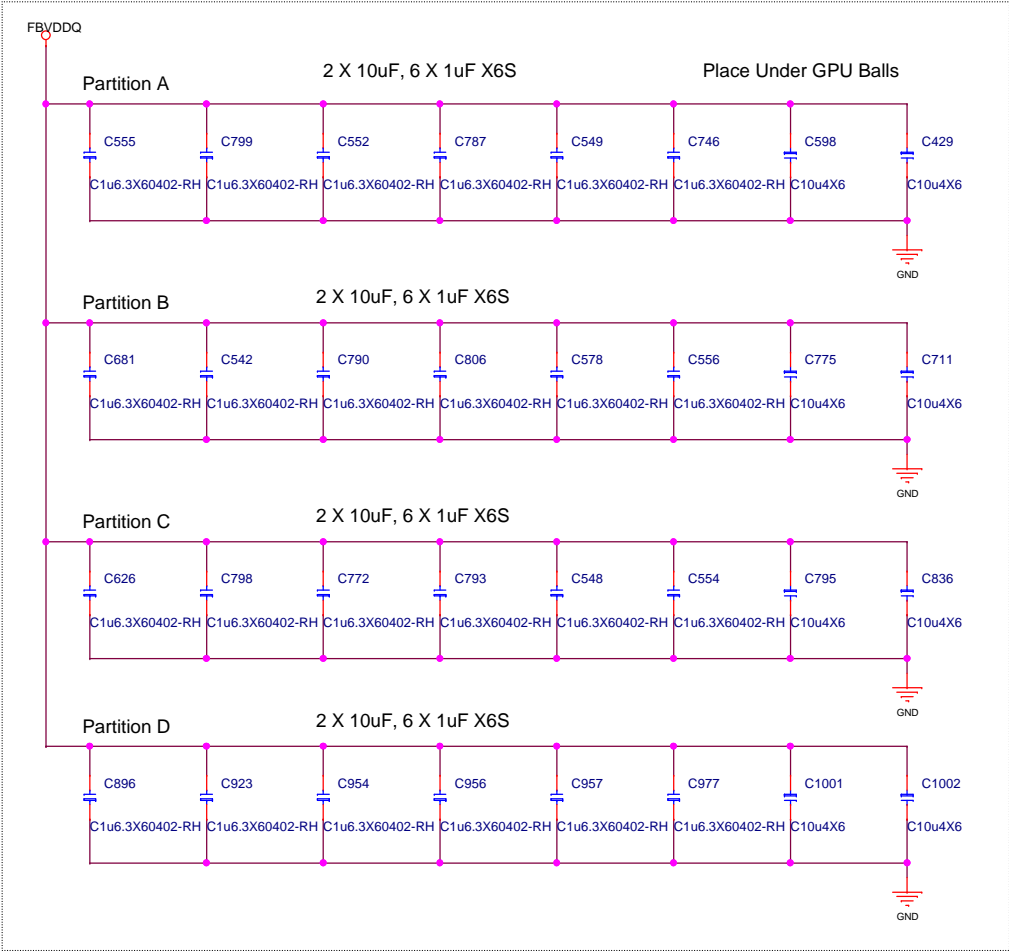 FBVDDQ
Partition A 2 X 10uF, 6 X 1uF X6S Place Under GPU Balls
C555 C799 C552 C787 C549 C746 C598 C429
C1u6.3X60402-RH C1u6.3X60402-RH C1u6.3X60402-RH C1u6.3X60402-RH C1u6.3X60402-RH C1u6.3X60402-RH C10u4X6 C10u4X6
GND
Partition B 2 X 10uF, 6 X 1uF X6S
C681 C542 C790 C806 C578 C556 C775 C711
C1u6.3X60402-RH C1u6.3X60402-RH C1u6.3X60402-RH C1u6.3X60402-RH C1u6.3X60402-RH C1u6.3X60402-RH C10u4X6 C10u4X6
GND
Partition C 2 X 10uF, 6 X 1uF X6S
C626 C798 C772 C793 C548 C554 C795 C836
C1u6.3X60402-RH C1u6.3X60402-RH C1u6.3X60402-RH C1u6.3X60402-RH C1u6.3X60402-RH C1u6.3X60402-RH C10u4X6 C10u4X6
GND
Partition D 2 X 10uF, 6 X 1uF X6S
C896 C923 C954 C956 C957 C977 C1001 C1002
C1u6.3X60402-RH C1u6.3X60402-RH C1u6.3X60402-RH C1u6.3X60402-RH C1u6.3X60402-RH C1u6.3X60402-RH C10u4X6 C10u4X6
GND